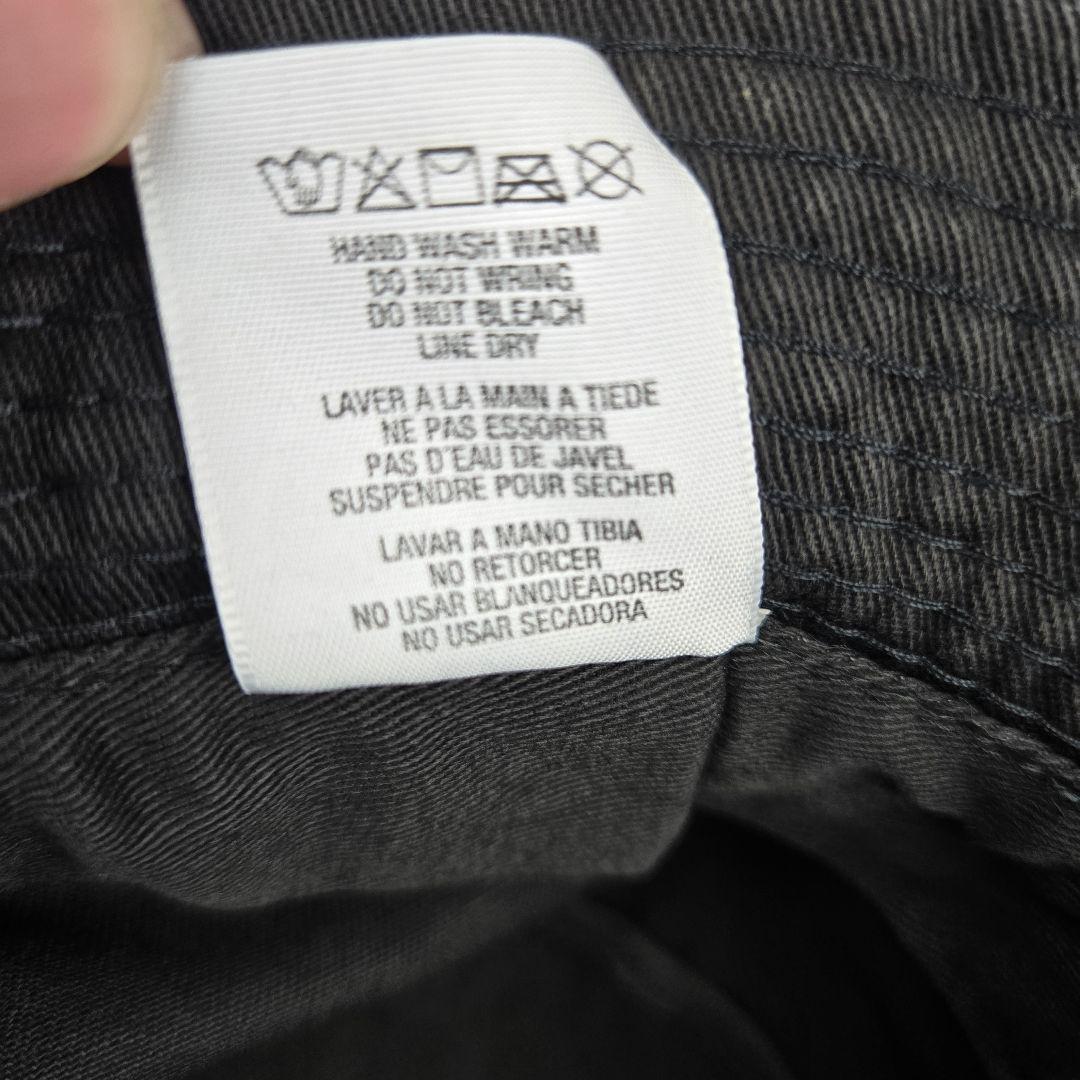 HAND WASH WARM
DO NOT WRING
DO NOT BLEACH
LINE DRY
LAVER A LA MAIN A TIEDE
NE PAS ESSORER
PAS D'EAU DE JAVEL
SUSPENDRE POUR SECHER
LAVAR A MANO TIBIA
NO RETORCER
NO USAR BLANQUEADORES
NO USAR SECADORA